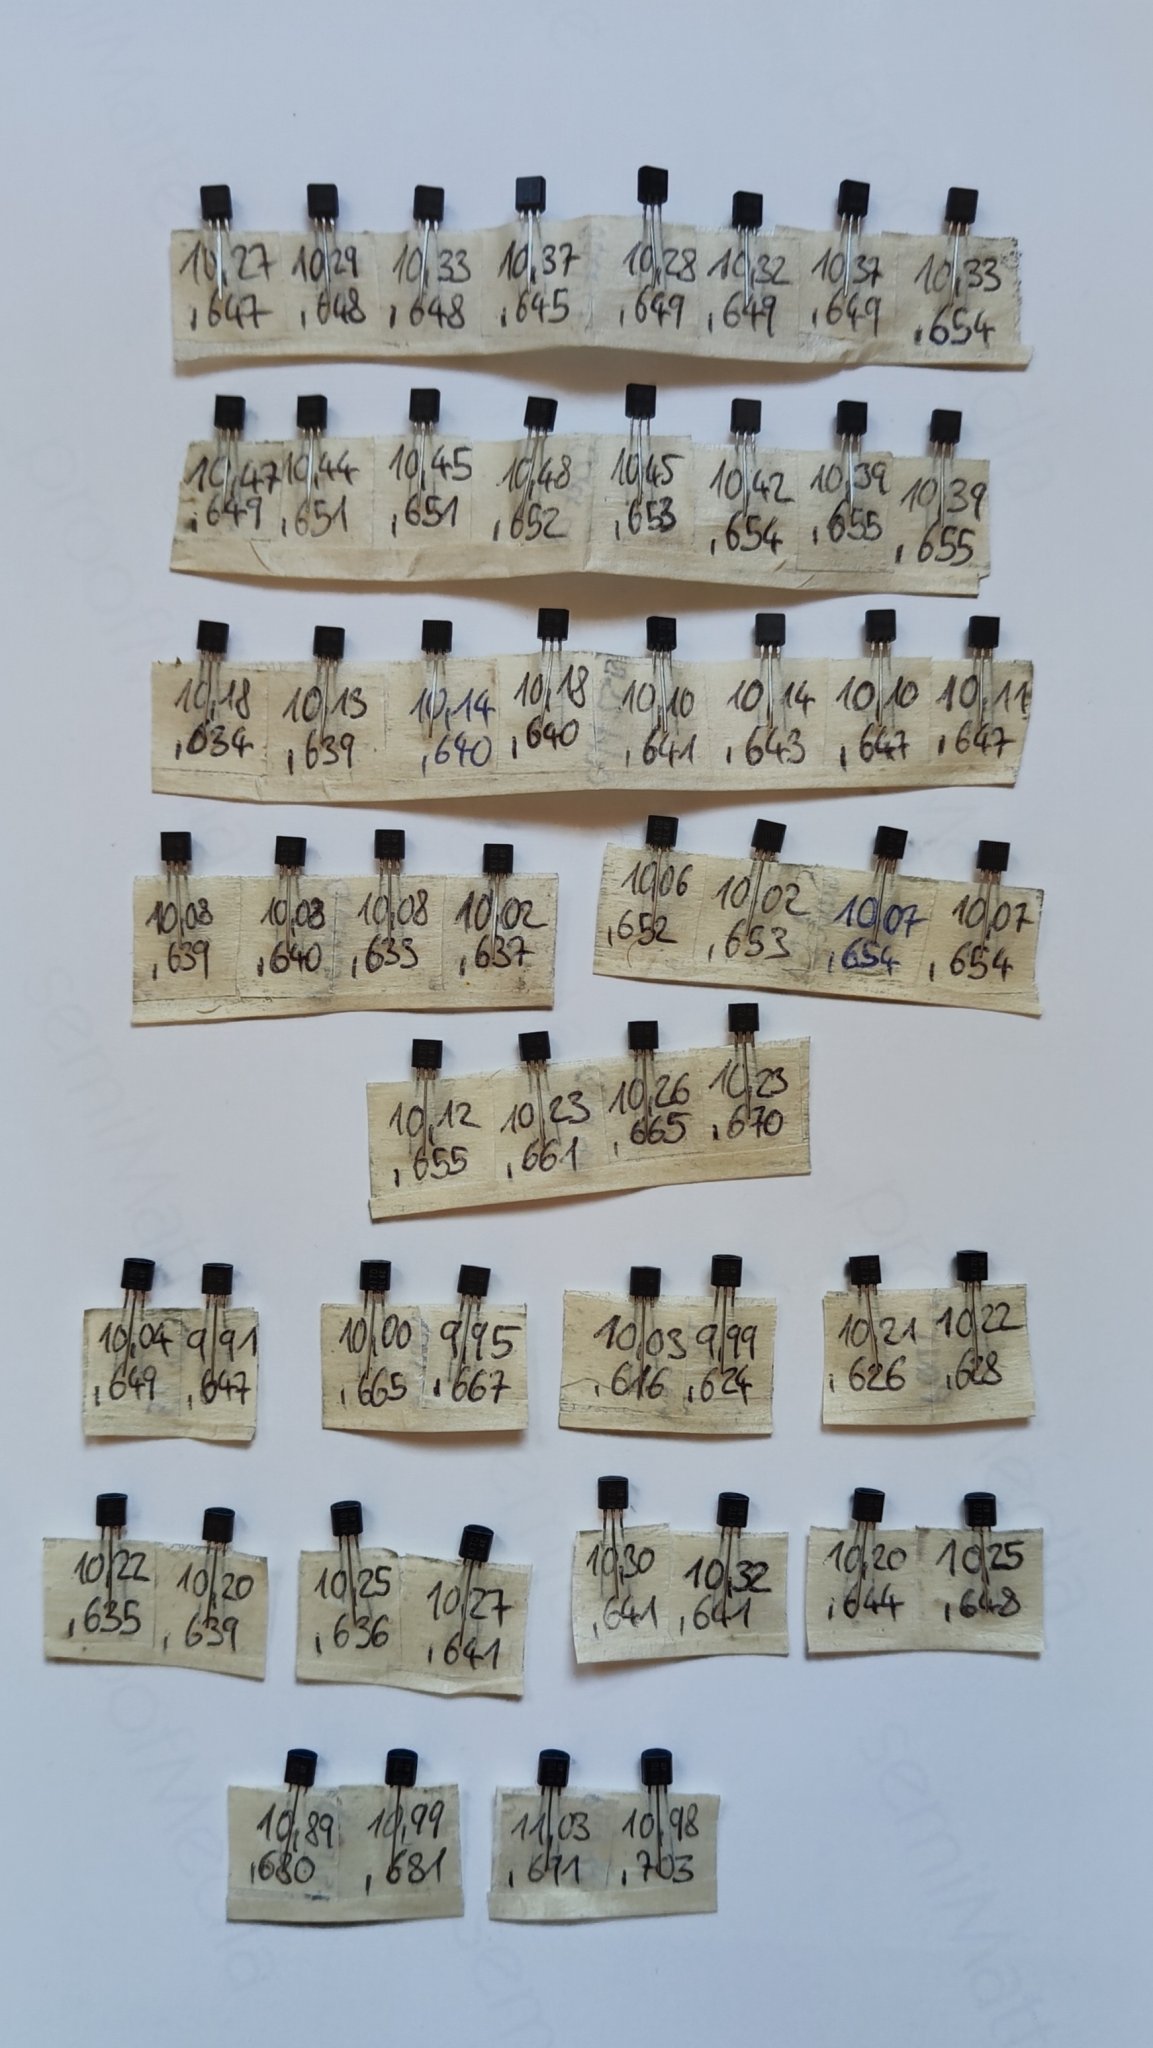 10,27 10,29 10,33 10,37 10,28 10,32 10,37 10,33
,647 ,648 ,648 ,645 ,649 ,649 ,649 ,654
10,47 10,44 10,45 10,48 10,45 10,42 10,39 10,39
,649 ,651 ,651 ,652 ,653 ,654 ,655 ,655
10,18 10,13 10,14 10,18 10,10 10,14 10,10 10,11
,634 ,639 ,640 ,640 ,641 ,643 ,647 ,647
10,08 10,08 10,08 10,02 10,06 10,02 10,07 10,07
,639 ,640 ,635 ,637 ,652 ,653 ,654 ,654
10,12 10,23 10,26 10,23
,655 ,661 ,665 ,670
10,04 9,91 10,00 9,95 10,03 9,99 10,21 10,22
,649 ,647 ,665 ,667 ,616 ,624 ,626 ,628
10,22 10,20 10,25 10,27 10,30 10,32 10,20 10,25
,635 ,639 ,636 ,641 ,641 ,641 ,644 ,648
10,89 10,99 11,03 10,98
,680 ,681 ,703